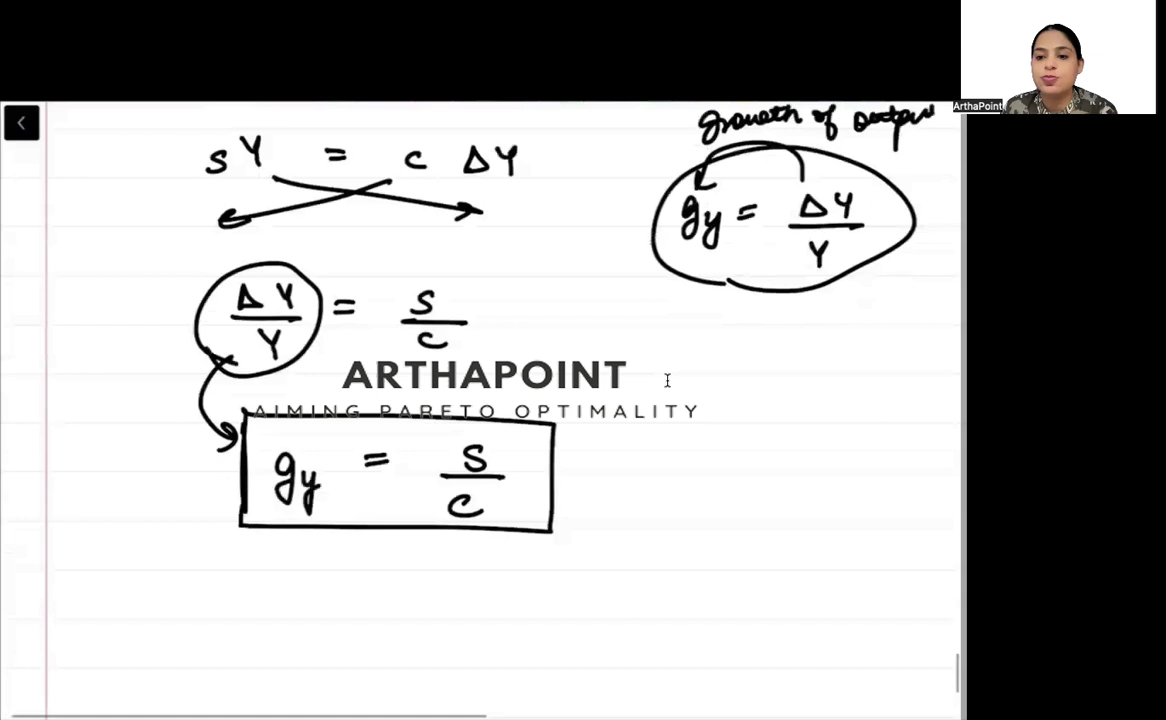 growth of output
ArthaPoint
sY = c ΔY
gy = ΔY/Y
ΔY/Y = s/c
ARTHAPOINT
AIMING PARETO OPTIMALITY
gy = s/c